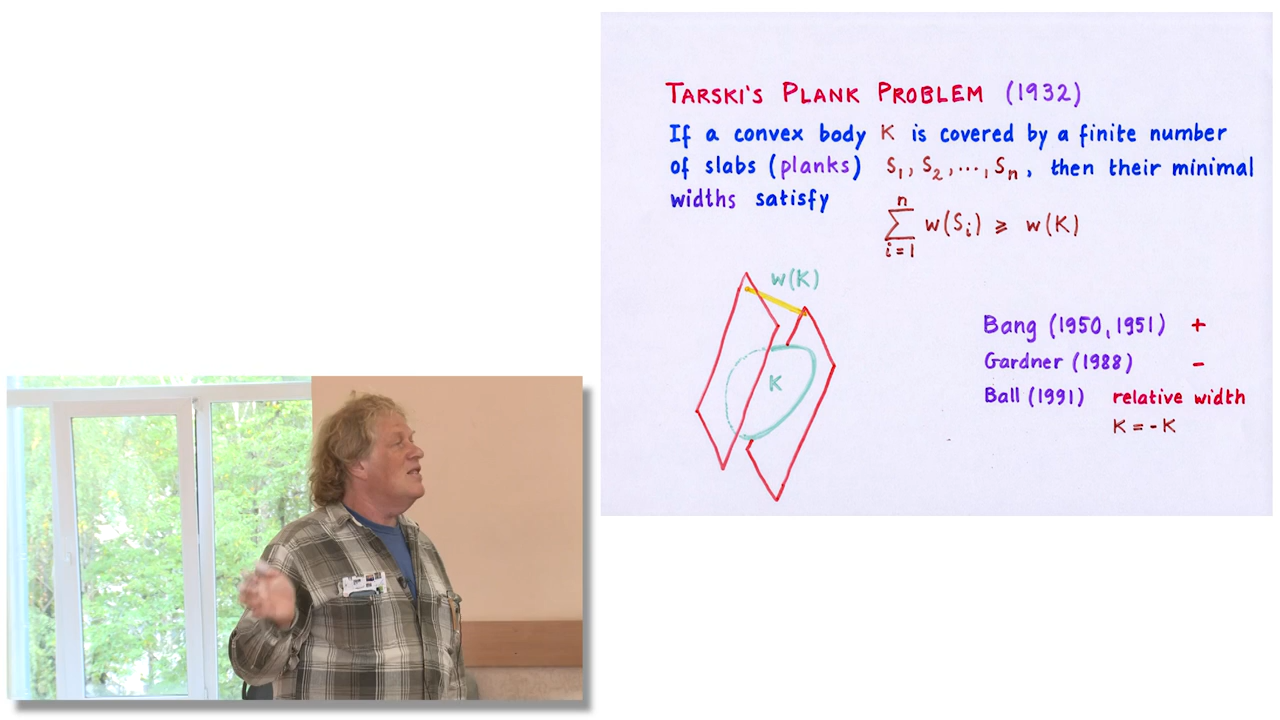 TARSKI'S PLANK PROBLEM (1932)
If a convex body K is covered by a finite number
of slabs (planks) S₁, S₂, ..., Sₙ, then their minimal
widths satisfy
n
∑ w(Sᵢ) ⩾ w(K)
i=1
w(K)
K
Bang (1950, 1951) +
Gardner (1988) -
Ball (1991) relative width
K = -K